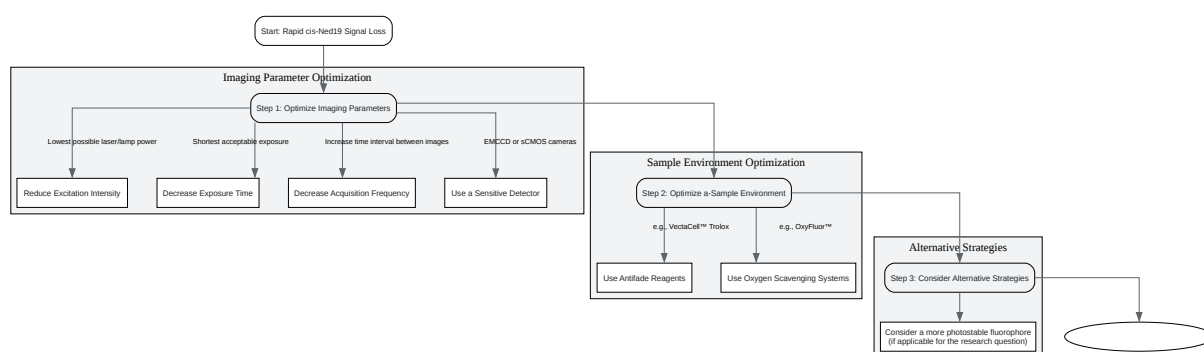 Start: Rapid cis-Ned19 Signal Loss
Imaging Parameter Optimization
Step 1: Optimize Imaging Parameters
Lowest possible laser/lamp power
Shortest acceptable exposure
Increase time interval between images
EMCCD or sCMOS cameras
Reduce Excitation Intensity
Decrease Exposure Time
Decrease Acquisition Frequency
Use a Sensitive Detector
Sample Environment Optimization
Step 2: Optimize a-Sample Environment
e.g., VectaCell™ Trolox
e.g., OxyFluor™
Use Antifade Reagents
Use Oxygen Scavenging Systems
Alternative Strategies
Step 3: Consider Alternative Strategies
Consider a more photostable fluorophore
(if applicable for the research question)